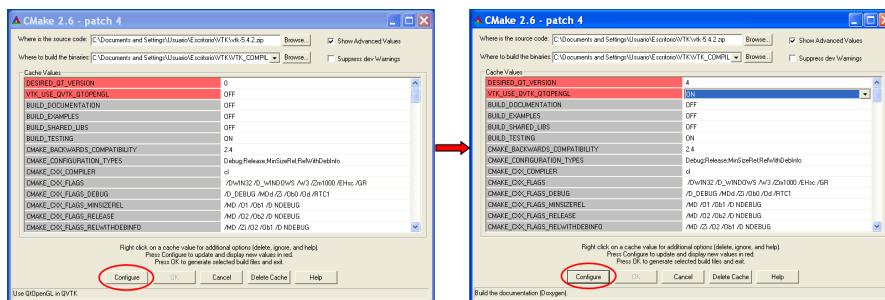 CMake 2.6 - patch 4
Where is the source code: C:\Documents and Settings\Usuario\Escritorio\VTK\vtk-5.4.2.zip Browse... Show Advanced Values
Where to build the binaries: C:\Documents and Settings\Usuario\Escritorio\VTK\VTK_COMPIL Browse... Suppress dev Warnings
Cache Values
DESIRED_QT_VERSION 0
VTK_USE_QVTK_QTOPENGL OFF
BUILD_DOCUMENTATION OFF
BUILD_EXAMPLES OFF
BUILD_SHARED_LIBS OFF
BUILD_TESTING ON
CMAKE_BACKWARDS_COMPATIBILITY 2.4
CMAKE_CONFIGURATION_TYPES Debug;Release;MinSizeRel;RelWithDebInfo
CMAKE_CXX_COMPILER cl
CMAKE_CXX_FLAGS /DWIN32 /D_WINDOWS /W3 /Zm1000 /EHsc /GR
CMAKE_CXX_FLAGS_DEBUG /D_DEBUG /MDd /Zi /Ob0 /Od /RTC1
CMAKE_CXX_FLAGS_MINSIZEREL /MD /O1 /Ob1 /D NDEBUG
CMAKE_CXX_FLAGS_RELEASE /MD /O2 /Ob2 /D NDEBUG
CMAKE_CXX_FLAGS_RELWITHDEBINFO /MD /Zi /O2 /Ob1 /D NDEBUG
Right click on a cache value for additional options (delete, ignore, and help).
Press Configure to update and display new values in red.
Press OK to generate selected build files and exit.
Configure OK Cancel Delete Cache Help
Use QtOpenGL in QVTK
CMake 2.6 - patch 4
Where is the source code: C:\Documents and Settings\Usuario\Escritorio\VTK\vtk-5.4.2.zip Browse... Show Advanced Values
Where to build the binaries: C:\Documents and Settings\Usuario\Escritorio\VTK\VTK_COMPIL Browse... Suppress dev Warnings
Cache Values
DESIRED_QT_VERSION 4
VTK_USE_QVTK_QTOPENGL ON
BUILD_DOCUMENTATION OFF
BUILD_EXAMPLES OFF
BUILD_SHARED_LIBS OFF
BUILD_TESTING ON
CMAKE_BACKWARDS_COMPATIBILITY 2.4
CMAKE_CONFIGURATION_TYPES Debug;Release;MinSizeRel;RelWithDebInfo
CMAKE_CXX_COMPILER cl
CMAKE_CXX_FLAGS /DWIN32 /D_WINDOWS /W3 /Zm1000 /EHsc /GR
CMAKE_CXX_FLAGS_DEBUG /D_DEBUG /MDd /Zi /Ob0 /Od /RTC1
CMAKE_CXX_FLAGS_MINSIZEREL /MD /O1 /Ob1 /D NDEBUG
CMAKE_CXX_FLAGS_RELEASE /MD /O2 /Ob2 /D NDEBUG
CMAKE_CXX_FLAGS_RELWITHDEBINFO /MD /Zi /O2 /Ob1 /D NDEBUG
Right click on a cache value for additional options (delete, ignore, and help).
Press Configure to update and display new values in red.
Press OK to generate selected build files and exit.
Configure OK Cancel Delete Cache Help
Build the documentation (Doxygen).